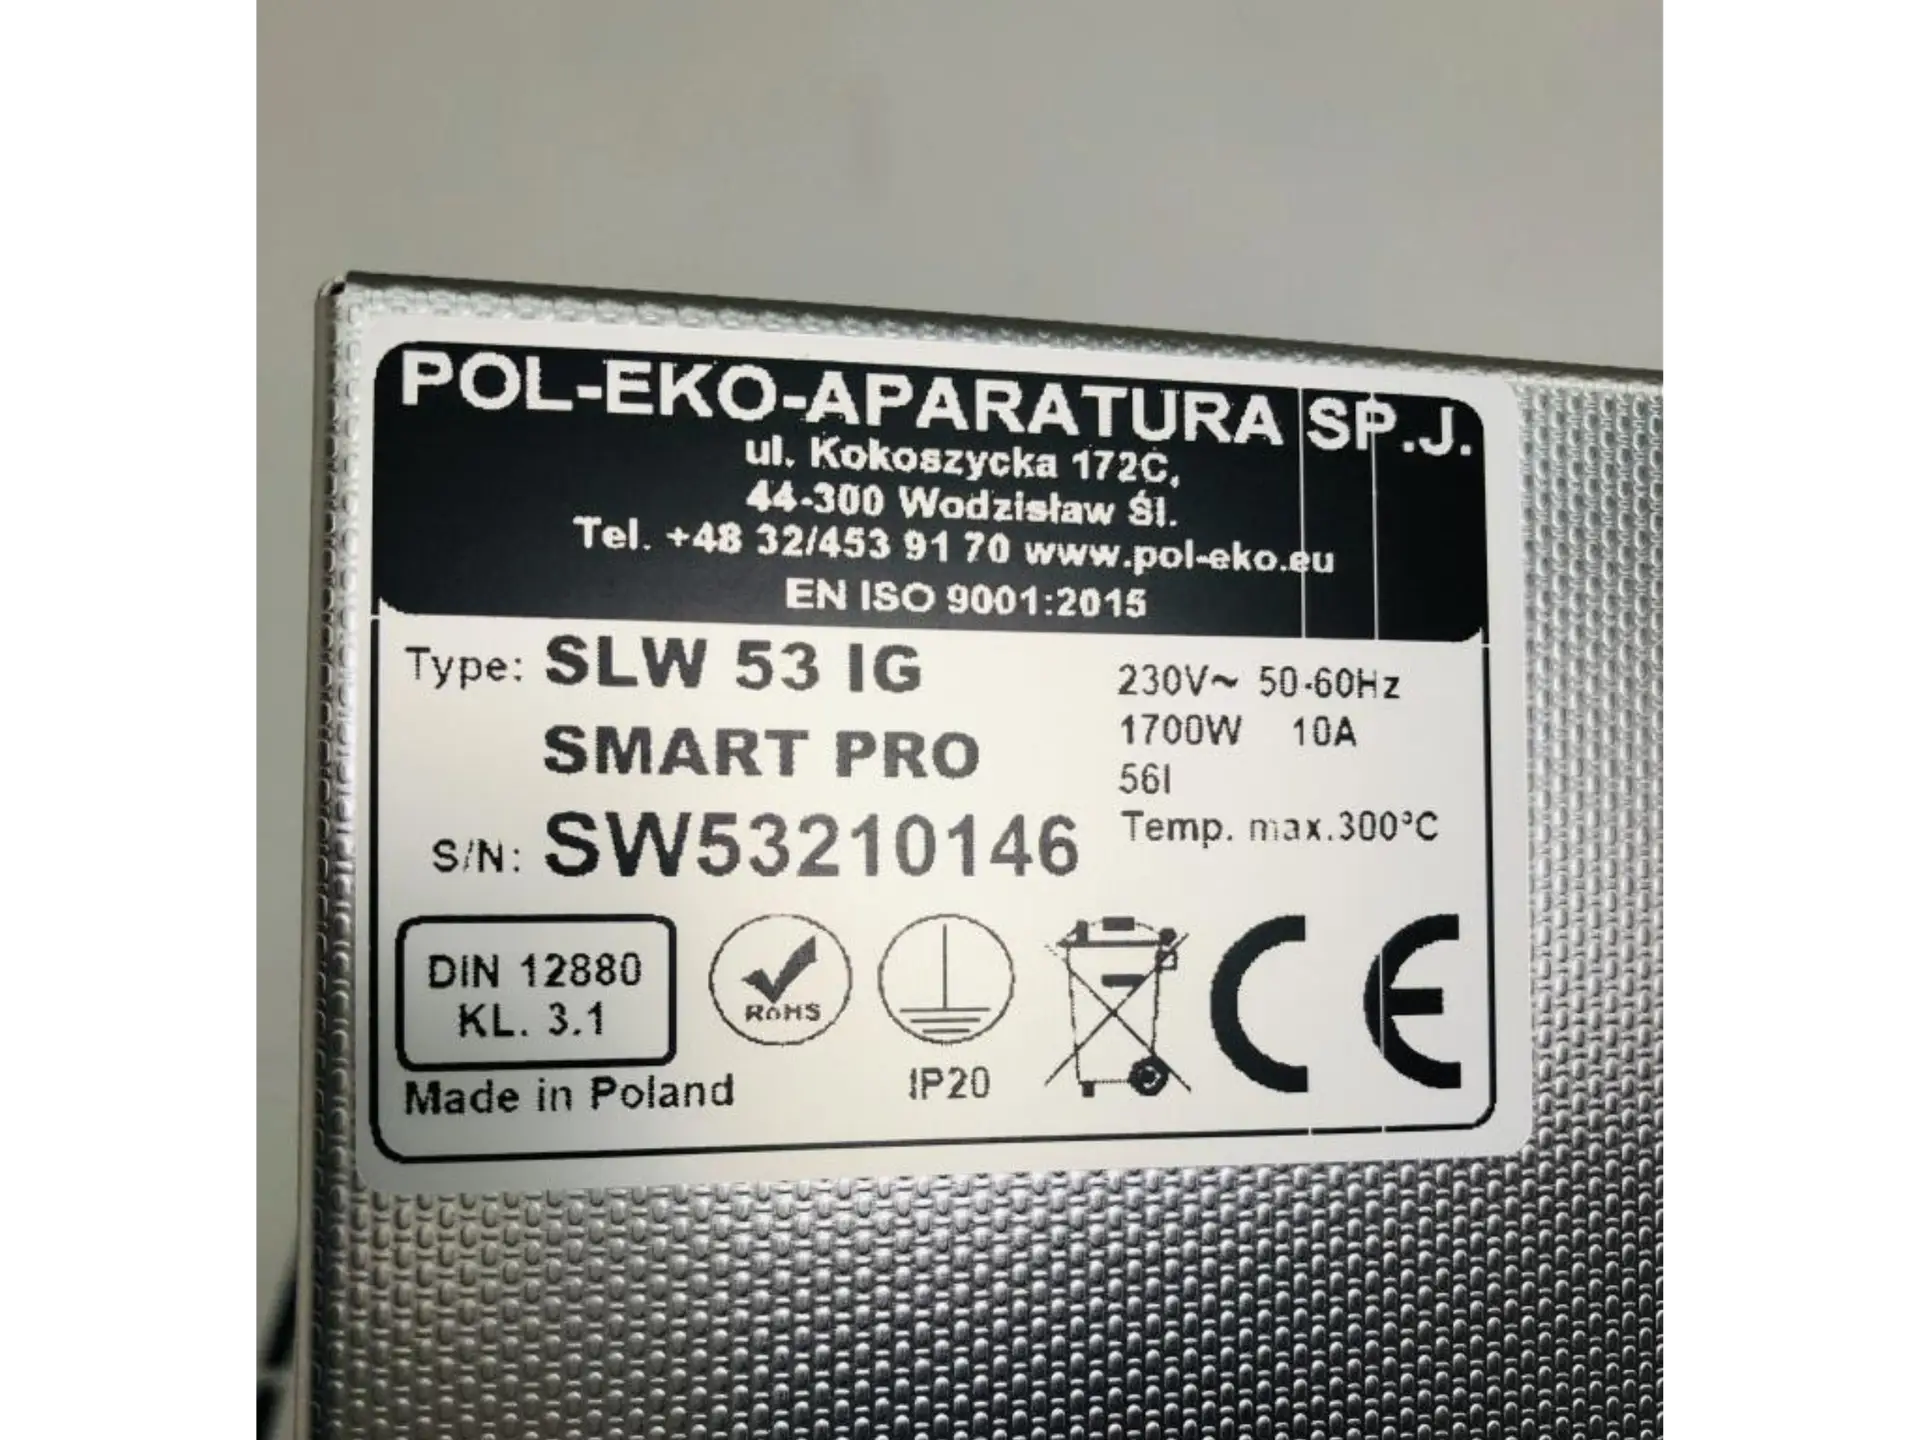 POL-EKO-APARATURA SP.J.
ul. Kokoszycka 172C,
44-300 Wodzisław Śl.
Tel. +48 32/453 91 70 www.pol-eko.eu
EN ISO 9001:2015
Type: SLW 53 IG
SMART PRO
S/N: SW53210146
230V~ 50-60Hz
1700W 10A
56l
Temp. max.300°C
DIN 12880
KL. 3.1
RoHS
IP20
CE
Made in Poland